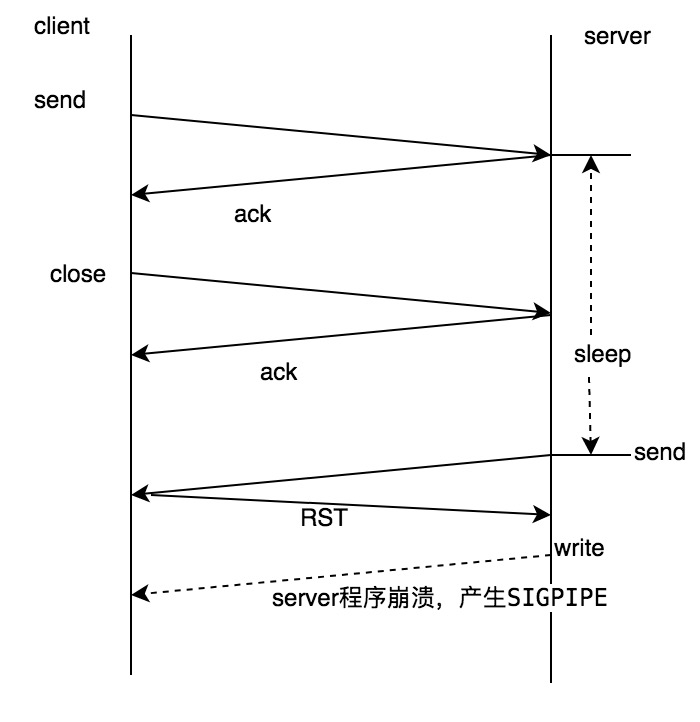 client
server
send
ack
close
sleep
ack
send
RST
write
server程序崩溃，产生SIGPIPE